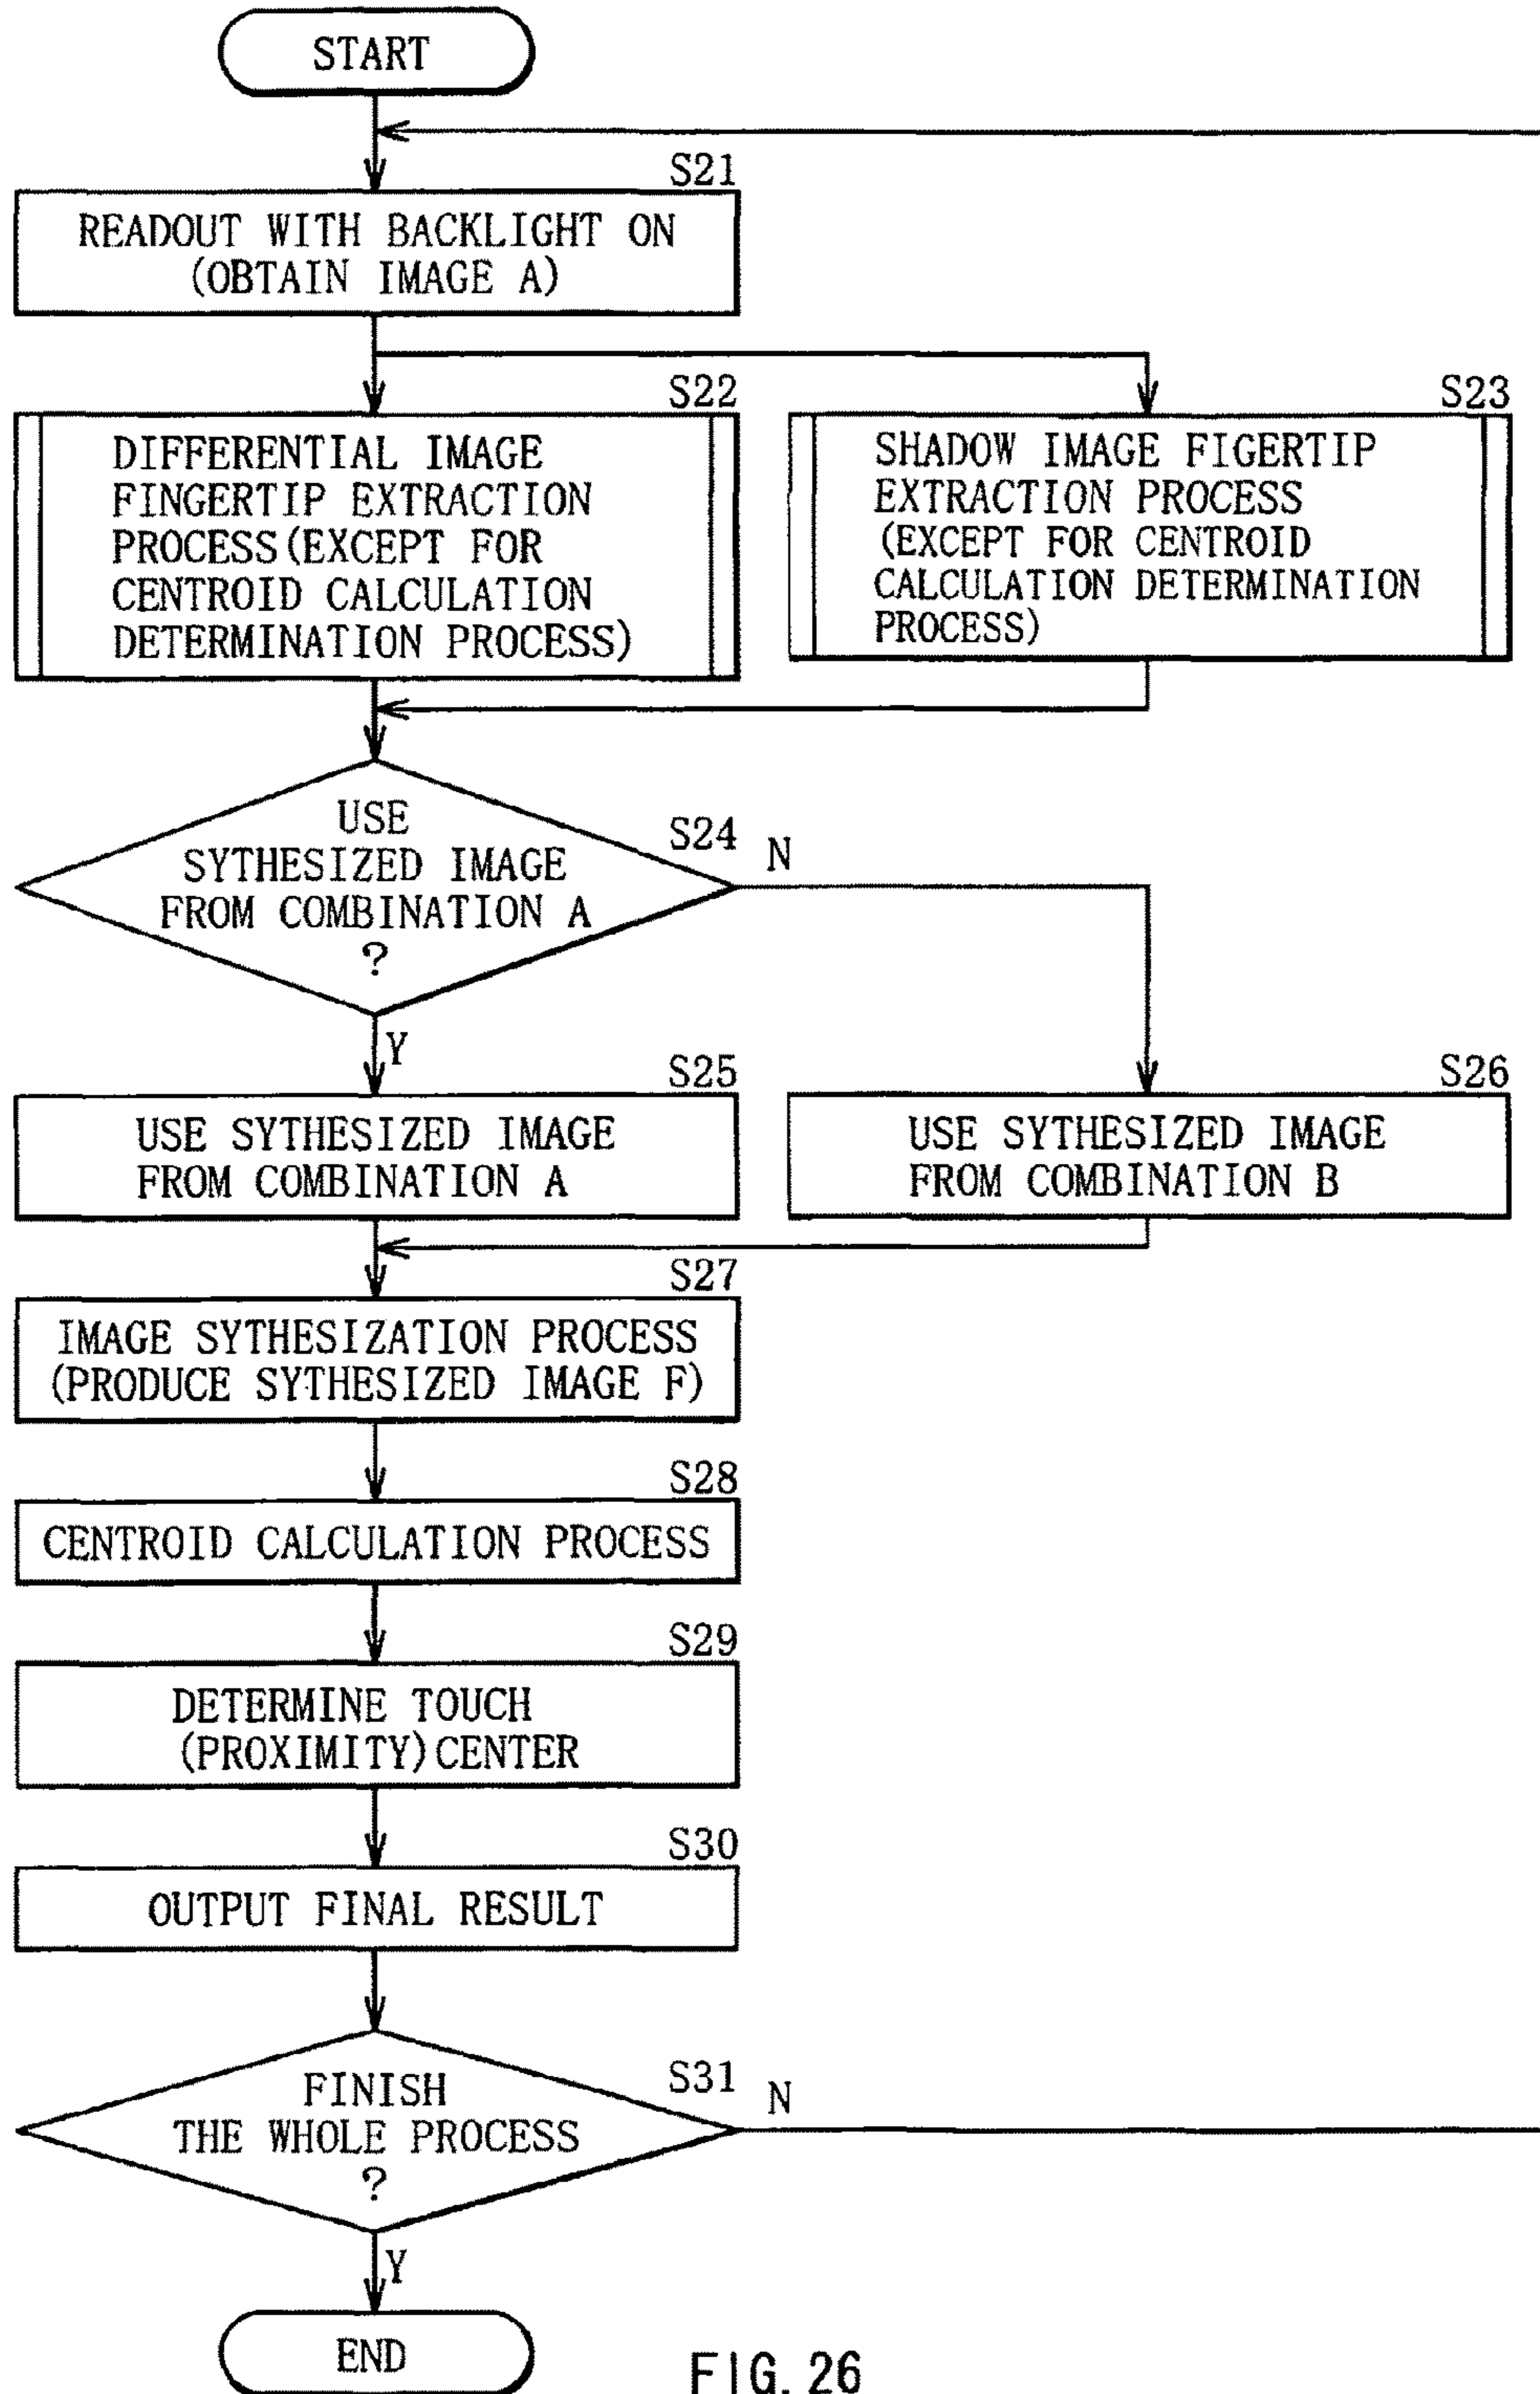 START
S21
READOUT WITH BACKLIGHT ON
(OBTAIN IMAGE A)
S22
DIFFERENTIAL IMAGE
FINGERTIP EXTRACTION
PROCESS(EXCEPT FOR
CENTROID CALCULATION
DETERMINATION PROCESS)
S23
SHADOW IMAGE FIGERTIP
EXTRACTION PROCESS
(EXCEPT FOR CENTROID
CALCULATION DETERMINATION
PROCESS)
S24
USE
SYTHESIZED IMAGE
FROM COMBINATION A
?
N
Y
S25
USE SYTHESIZED IMAGE
FROM COMBINATION A
S26
USE SYTHESIZED IMAGE
FROM COMBINATION B
S27
IMAGE SYTHESIZATION PROCESS
(PRODUCE SYTHESIZED IMAGE F)
S28
CENTROID CALCULATION PROCESS
S29
DETERMINE TOUCH
(PROXIMITY)CENTER
S30
OUTPUT FINAL RESULT
S31
FINISH
THE WHOLE PROCESS
?
N
Y
END
FIG. 26